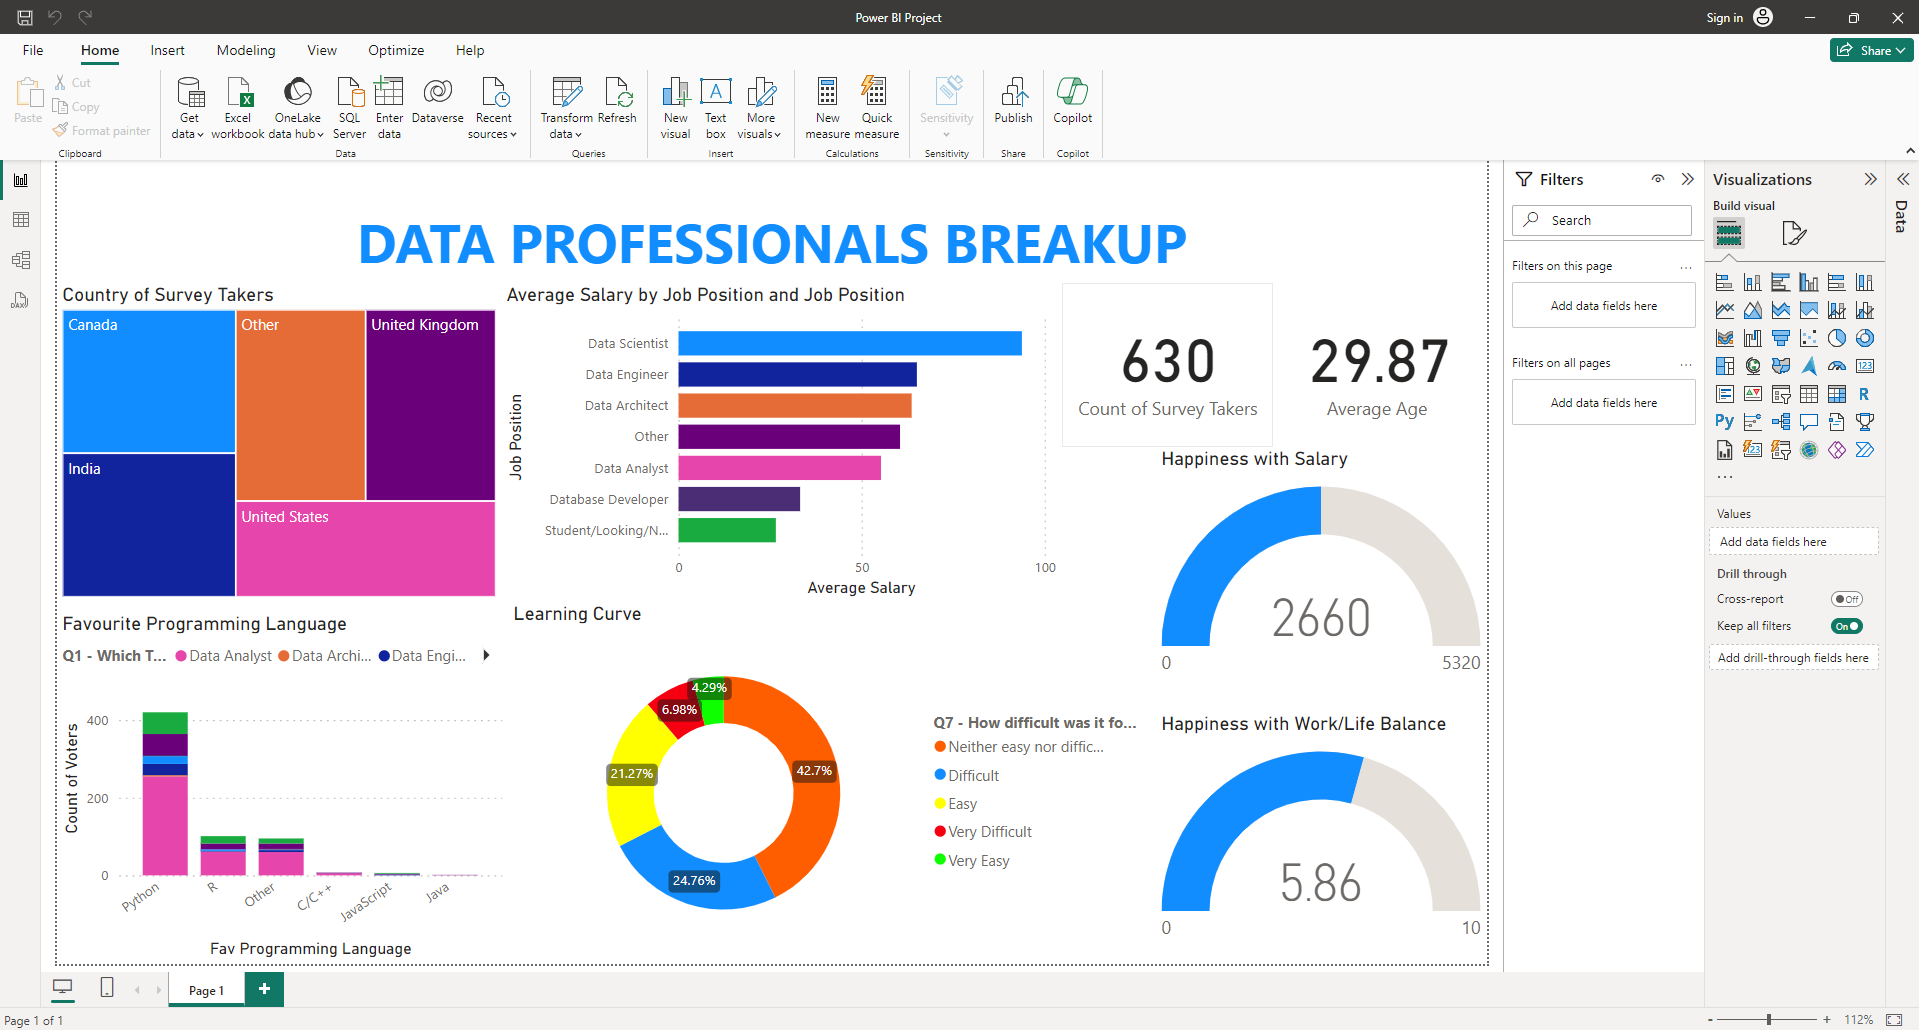 Power BI Project
Sign in
File
Home
Insert
Modeling
View
Optimize
Help
Share
Paste
Cut
Copy
Format painter
Clipboard
Get data
Excel workbook
OneLake data hub
SQL Server
Enter data
Dataverse
Recent sources
Data
Transform data
Refresh
Queries
New visual
A
Text box
More visuals
Insert
New measure
Quick measure
Calculations
Sensitivity
Sensitivity
Publish
Share
Copilot
Copilot
DAX
DATA PROFESSIONALS BREAKUP
Country of Survey Takers
Canada
Other
United Kingdom
India
United States
Average Salary by Job Position and Job Position
Job Position
Data Scientist
Data Engineer
Data Architect
Other
Data Analyst
Database Developer
Student/Looking/N...
0
50
100
Average Salary
630
Count of Survey Takers
29.87
Average Age
Happiness with Salary
2660
0
5320
Favourite Programming Language
Q1 - Which T...
Data Analyst
Data Archi...
Data Engi...
Count of Voters
400
200
0
Python
R
Other
C/C++
JavaScript
Java
Fav Programming Language
Learning Curve
4.29%
6.98%
21.27%
42.7%
24.76%
Q7 - How difficult was it fo...
Neither easy nor diffic...
Difficult
Easy
Very Difficult
Very Easy
Happiness with Work/Life Balance
5.86
0
10
Filters
Search
Filters on this page
...
Add data fields here
Filters on all pages
...
Add data fields here
Visualizations
Build visual
123
R
Py
123
...
Values
Add data fields here
Drill through
Cross-report
Off
Keep all filters
On
Add drill-through fields here
Data
Page 1
+
Page 1 of 1
-
+
112%